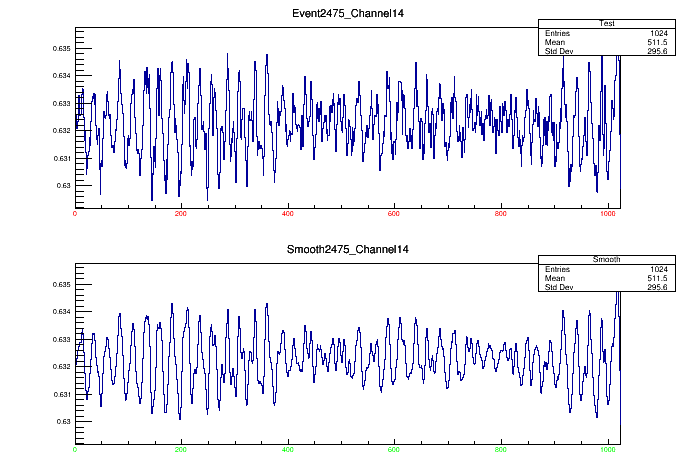 Event2475_Channel14
Test
Entries 1024
Mean 511.5
Std Dev 295.6
0.635
0.634
0.633
0.632
0.631
0.63
0 200 400 600 800 1000
Smooth2475_Channel14
Smooth
Entries 1024
Mean 511.5
Std Dev 295.6
0.635
0.634
0.633
0.632
0.631
0.63
0 200 400 600 800 1000